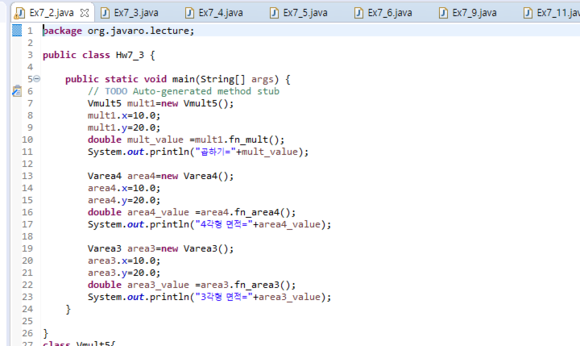 Ex7_2.java Ex7_3.java Ex7_4.java Ex7_5.java Ex7_6.java Ex7_9.java Ex7_11.java
1 package org.javaro.lecture;
2
3 public class Hw7_3 {
4
5 public static void main(String[] args) {
6 // TODO Auto-generated method stub
7 Vmult5 mult1=new Vmult5();
8 mult1.x=10.0;
9 mult1.y=20.0;
10 double mult_value =mult1.fn_mult();
11 System.out.println("곱하기="+mult_value);
12
13 Varea4 area4=new Varea4();
14 area4.x=10.0;
15 area4.y=20.0;
16 double area4_value =area4.fn_area4();
17 System.out.println("4각형 면적="+area4_value);
18
19 Varea3 area3=new Varea3();
20 area3.x=10.0;
21 area3.y=20.0;
22 double area3_value =area3.fn_area3();
23 System.out.println("3각형 면적="+area3_value);
24 }
25
26 }
27 class Vmult5{